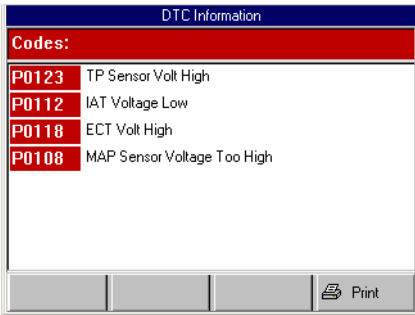 DTC Information
Codes:
P0123 TP Sensor Volt High
P0112 IAT Voltage Low
P0118 ECT Volt High
P0108 MAP Sensor Voltage Too High
Print